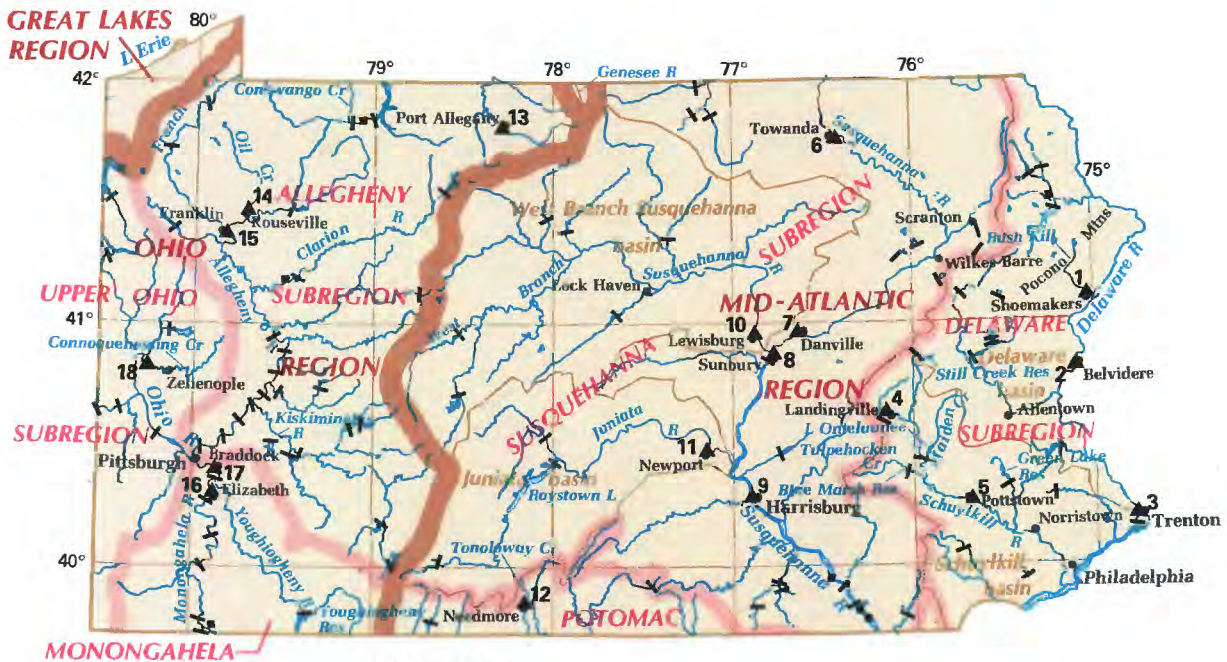 GREAT LAKES
REGION
L Erie
80°
79°
78°
77°
76°
75°
42°
41°
40°
Genesee R
Conewango Cr
French
Oil Cr
Port Allegany
13
Towanda
6
Susquehanna R
14
ALLEGHENY
Franklin
Rouseville
15
Clarion R
OHIO
Allegheny
West Branch Susquehanna
basin
SUBREGION
Scranton
Bush Kill
Wilkes-Barre
Pocono Mtns
1
Shoemakers
Delaware R
UPPER OHIO
SUBREGION
West Branch Susquehanna R
Lock Haven
MID-ATLANTIC
10
7
Lewisburg
Danville
Sunbury
8
DELAWARE
Delaware
basin
2
Belvidere
Still Creek Res
Allentown
Connoquenessing Cr
18
Zelienople
REGION
SUSQUEHANNA
REGION
Landingville
4
L Ontelaunee
Maiden Cr
SUBREGION
Ohio R
Kiskiminetas
R
Juniata R
Tulpehocken
Cr
Green Lane
Res
SUBREGION
Pittsburgh
Braddock
17
16
Elizabeth
Juniata basin
Raystown L
11
Newport
Blue Marsh Res
9
Harrisburg
5
Pottstown
Schuylkill
R
Norristown
3
Trenton
Monongahela R
Youghiogheny R
Tonoloway Cr
Susquehanna R
Schuylkill
basin
Philadelphia
Youghiogheny
Res
Needmore
12
POTOMAC
MONONGAHELA